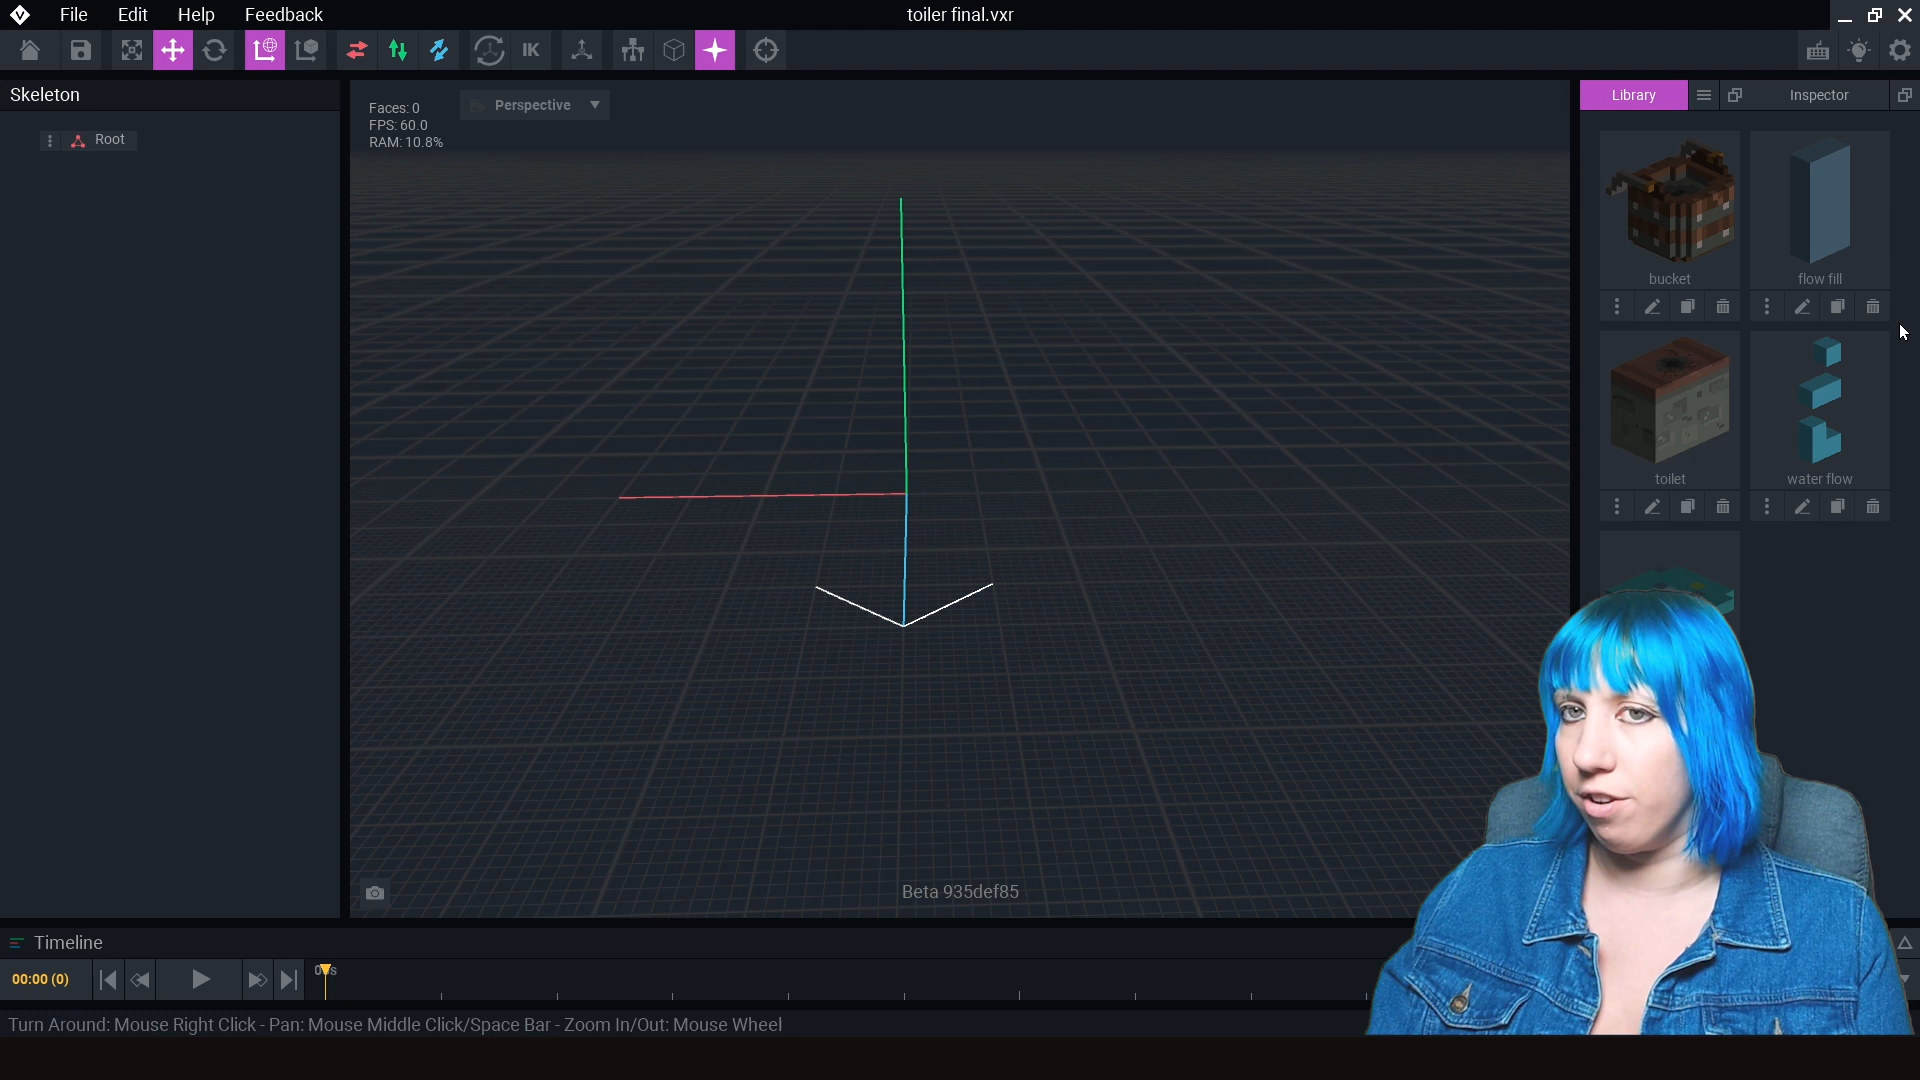 File Edit Help Feedback toiler final.vxr
IK
Skeleton
Root
Faces: 0
FPS: 60.0
RAM: 10.8%
Perspective
Library Inspector
bucket flow fill
toilet water flow
Beta 935def85
Timeline
00:00 (0)
Turn Around: Mouse Right Click - Pan: Mouse Middle Click/Space Bar - Zoom In/Out: Mouse Wheel